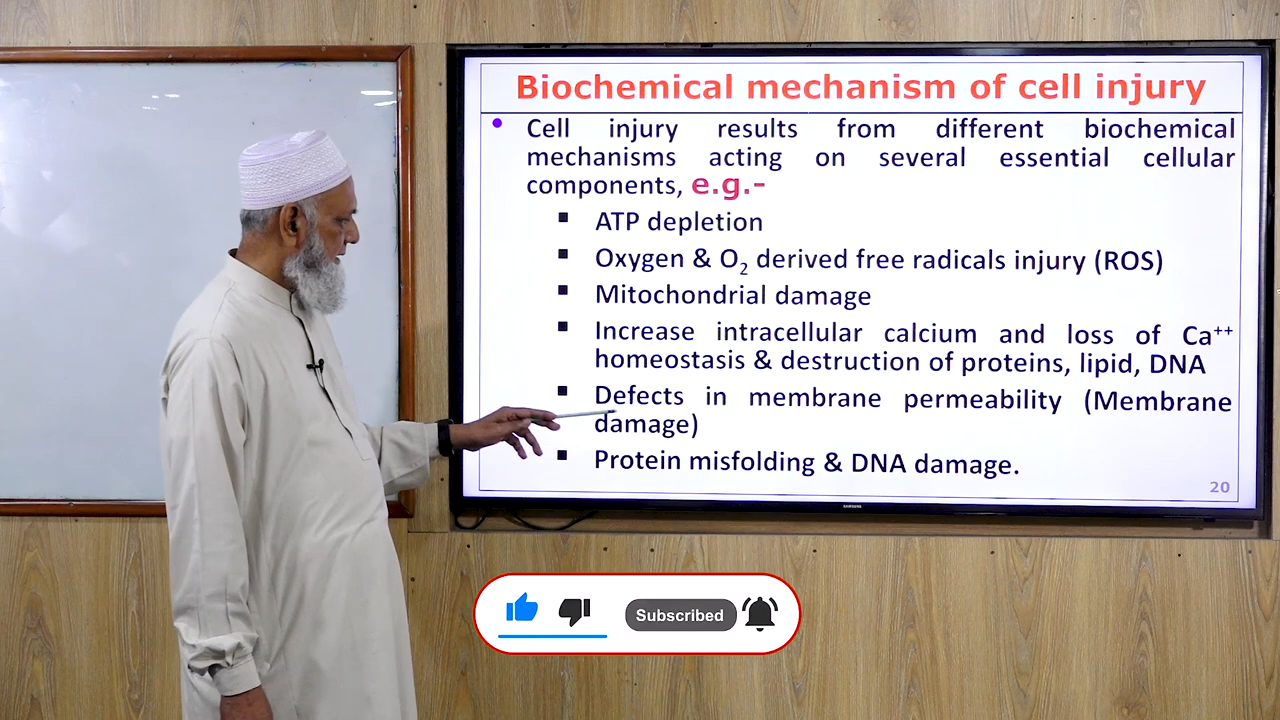 Biochemical mechanism of cell injury
• Cell injury results from different biochemical
mechanisms acting on several essential cellular
components, e.g.-
▪ ATP depletion
▪ Oxygen & O₂ derived free radicals injury (ROS)
▪ Mitochondrial damage
▪ Increase intracellular calcium and loss of Ca⁺⁺
homeostasis & destruction of proteins, lipid, DNA
▪ Defects in membrane permeability (Membrane
damage)
▪ Protein misfolding & DNA damage.
20
SAMSUNG
Subscribed